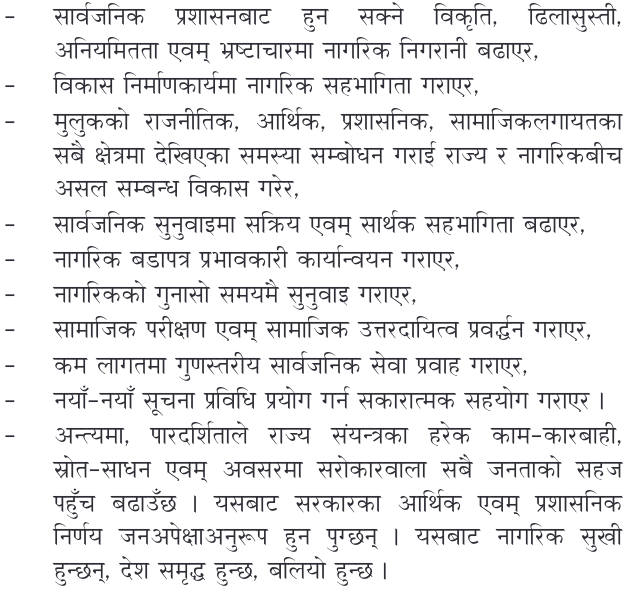 - सार्वजनिक प्रशासनबाट हुन सक्ने विकृति, ढिलासुस्ती,
अनियमितता एवम् भ्रष्टाचारमा नागरिक निगरानी बढाएर,
- विकास निर्माणकार्यमा नागरिक सहभागिता गराएर,
- मुलुकको राजनीतिक, आर्थिक, प्रशासनिक, सामाजिकलगायतका
सबै क्षेत्रमा देखिएका समस्या सम्बोधन गराई राज्य र नागरिकबीच
असल सम्बन्ध विकास गरेर,
- सार्वजनिक सुनुवाइमा सक्रिय एवम् सार्थक सहभागिता बढाएर,
- नागरिक बडापत्र प्रभावकारी कार्यान्वयन गराएर,
- नागरिकको गुनासो समयमै सुनुवाइ गराएर,
- सामाजिक परीक्षण एवम् सामाजिक उत्तरदायित्व प्रवर्द्धन गराएर,
- कम लागतमा गुणस्तरीय सार्वजनिक सेवा प्रवाह गराएर,
- नयाँ-नयाँ सूचना प्रविधि प्रयोग गर्न सकारात्मक सहयोग गराएर ।
- अन्त्यमा, पारदर्शिताले राज्य संयन्त्रका हरेक काम-कारबाही,
स्रोत-साधन एवम् अवसरमा सरोकारवाला सबै जनताको सहज
पहुँच बढाउँछ । यसबाट सरकारका आर्थिक एवम् प्रशासनिक
निर्णय जनअपेक्षाअनुरूप हुन पुग्छन् । यसबाट नागरिक सुखी
हुन्छन्, देश समृद्ध हुन्छ, बलियो हुन्छ ।